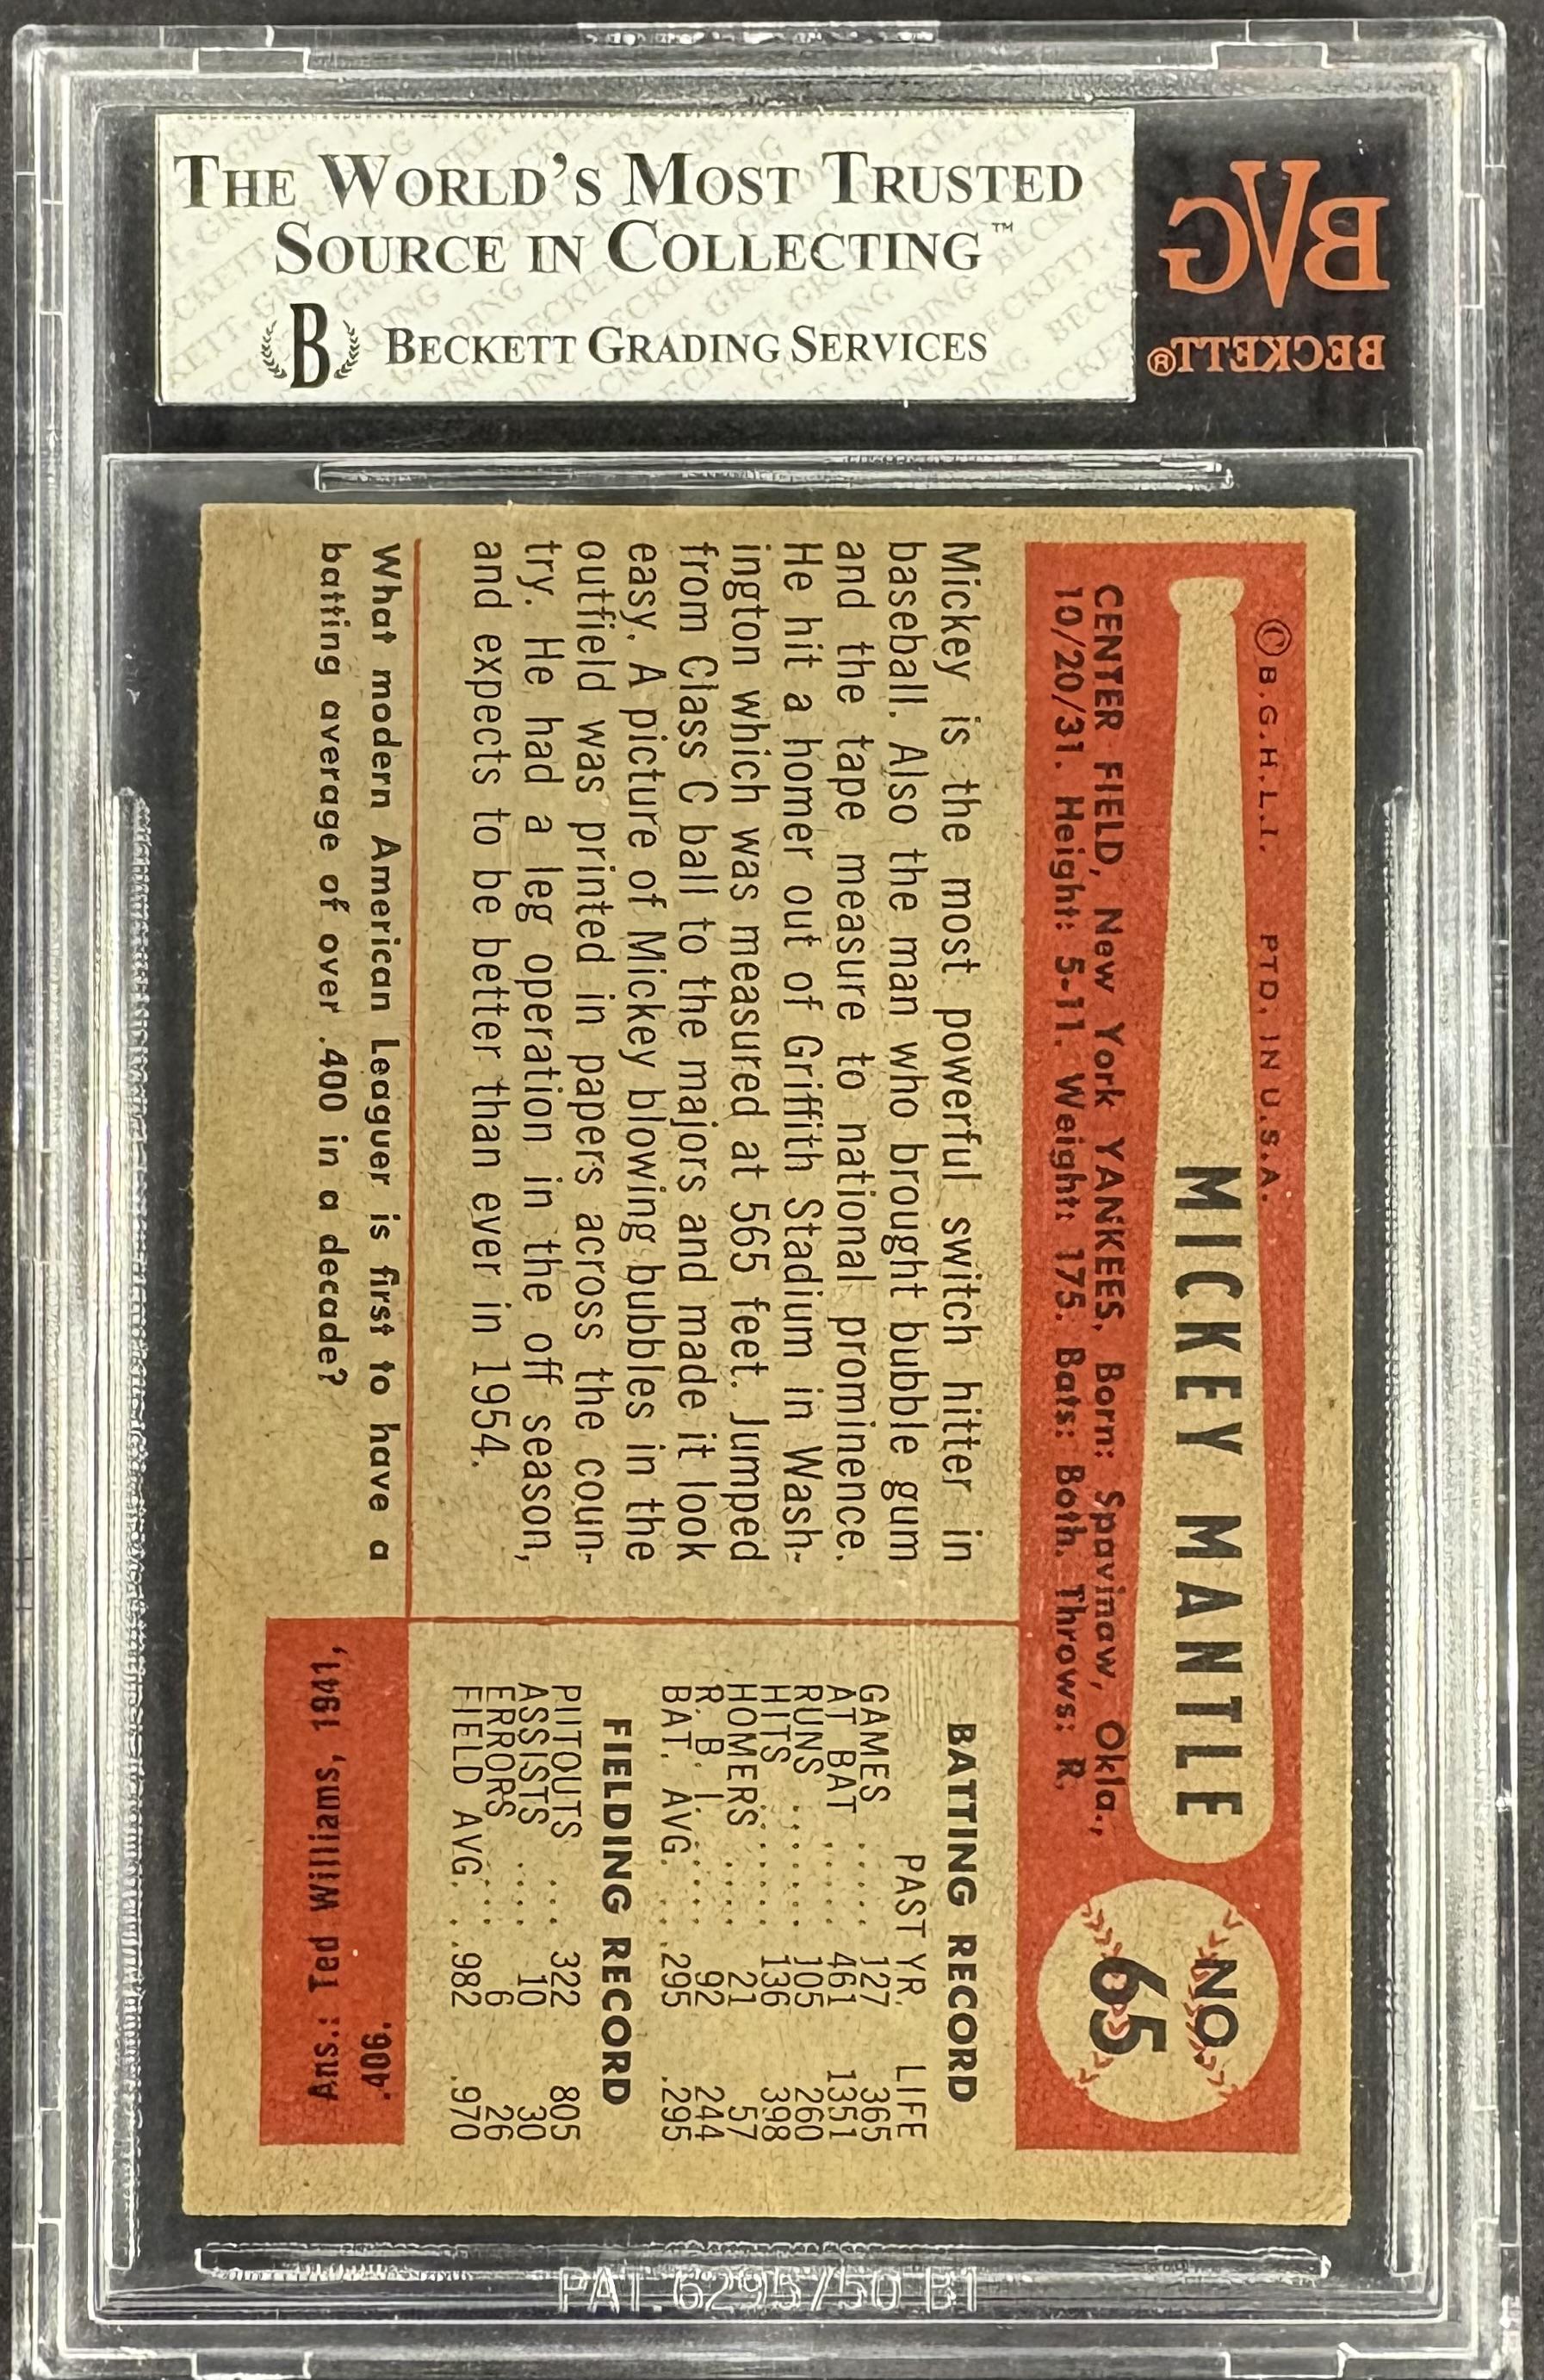 THE WORLD'S MOST TRUSTED
SOURCE IN COLLECTING™
B BECKETT GRADING SERVICES
BVG
BECKETT®
© B.G.H.L.I. PTD. IN U.S.A.
MICKEY MANTLE
NO.
65
CENTER FIELD, New York YANKEES, Born: Spavinaw, Okla.,
10/20/31. Height: 5-11. Weight: 175. Bats: Both. Throws: R.
Mickey is the most powerful switch hitter in
baseball. Also the man who brought bubble gum
and the tape measure to national prominence.
He hit a homer out of Griffith Stadium in Wash-
ington which was measured at 565 feet. Jumped
from Class C ball to the majors and made it look
easy. A picture of Mickey blowing bubbles in the
outfield was printed in papers across the coun-
try. He had a leg operation in the off season,
and expects to be better than ever in 1954.
BATTING RECORD
PAST YR. LIFE
GAMES ..... 127 365
AT BAT ..... 461 1351
RUNS ...... 105 260
HITS ...... 136 398
HOMERS .... 21 57
R. B. I. .... 92 244
BAT. AVG. .. .295 .295
FIELDING RECORD
PUTOUTS ... 322 805
ASSISTS .... 10 30
ERRORS .... 6 26
FIELD AVG. . .982 .970
What modern American Leaguer is first to have a
batting average of over .400 in a decade?
Ans.: Ted Williams, 1941,
.406.
PAT. 6295750 B1